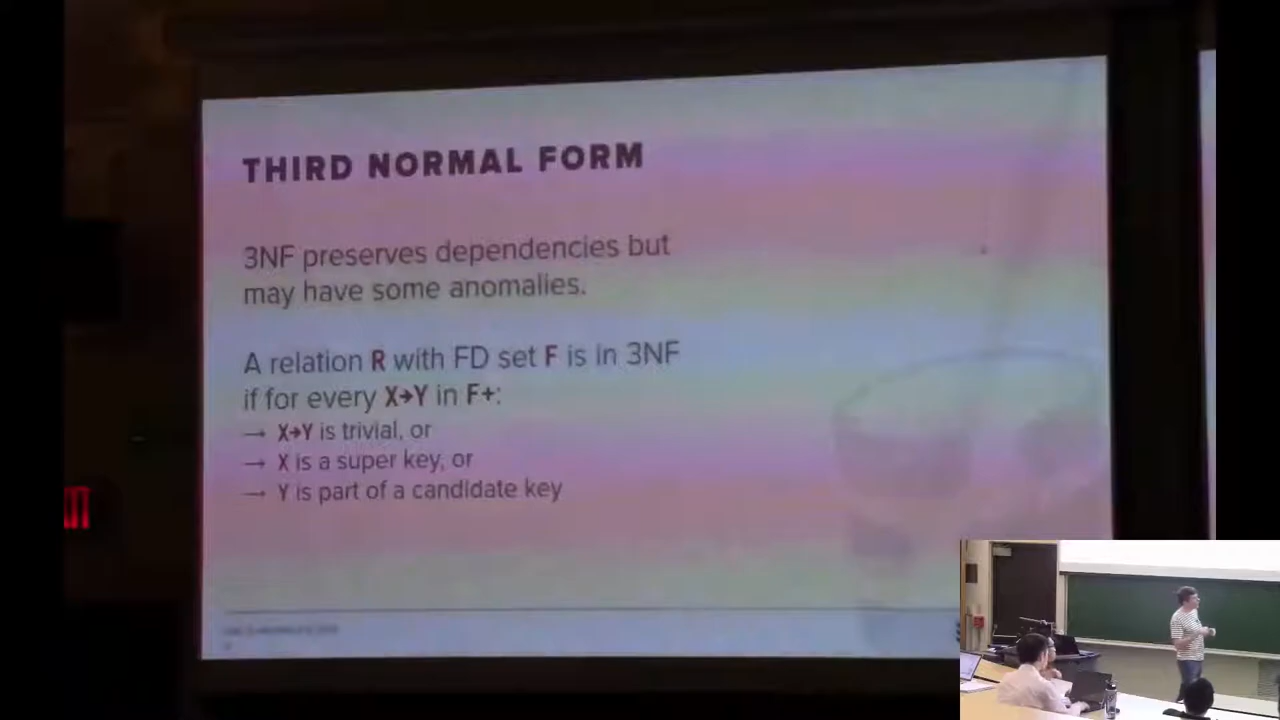 THIRD NORMAL FORM
3NF preserves dependencies but
may have some anomalies.
A relation R with FD set F is in 3NF
if for every X→Y in F+:
→ X→Y is trivial, or
→ X is a super key, or
→ Y is part of a candidate key